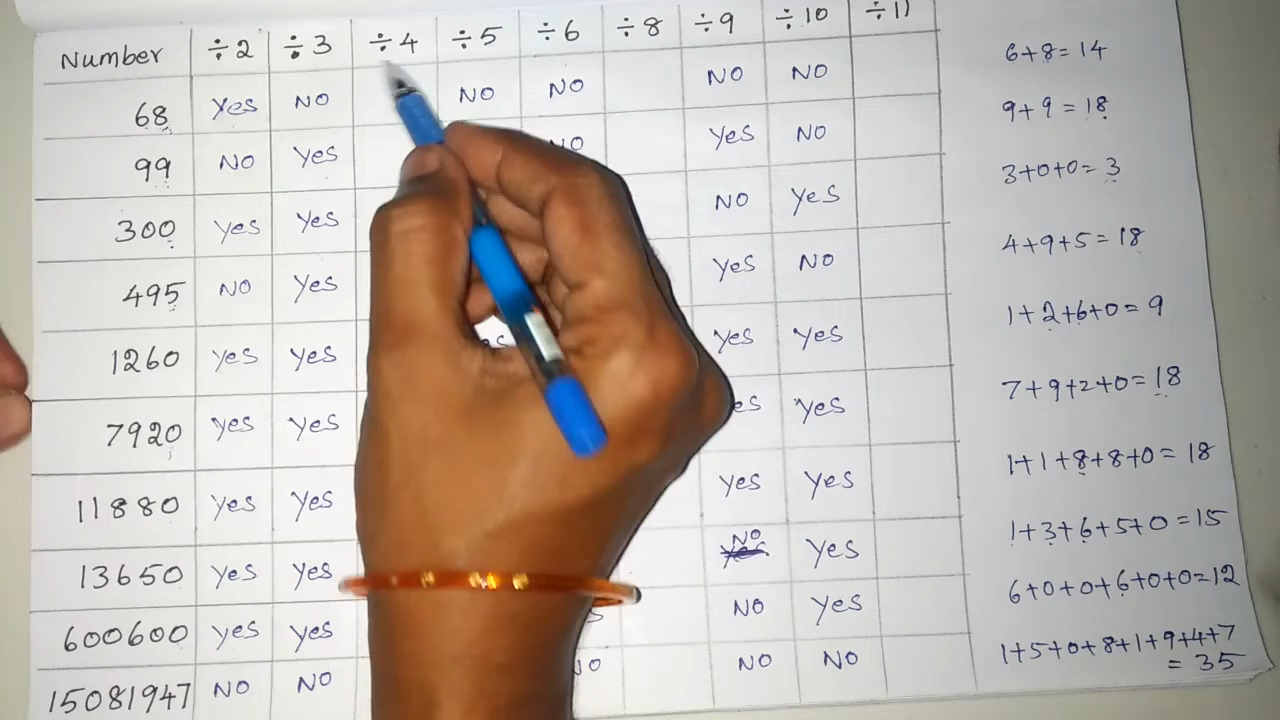 Number ÷2 ÷3 ÷4 ÷5 ÷6 ÷8 ÷9 ÷10 ÷11
68 Yes NO NO NO NO NO 6+8=14
99 NO Yes NO Yes NO 9+9=18
300 Yes Yes NO Yes 3+0+0=3
495 NO Yes Yes NO 4+9+5=18
1260 Yes Yes Yes Yes 1+2+6+0=9
7920 Yes Yes Yes 7+9+2+0=18
11880 Yes Yes Yes Yes 1+1+8+8+0=18
13650 Yes Yes NO Yes 1+3+6+5+0=15
600600 Yes Yes NO Yes 6+0+0+6+0+0=12
15081947 NO NO NO NO NO 1+5+0+8+1+9+4+7
=35